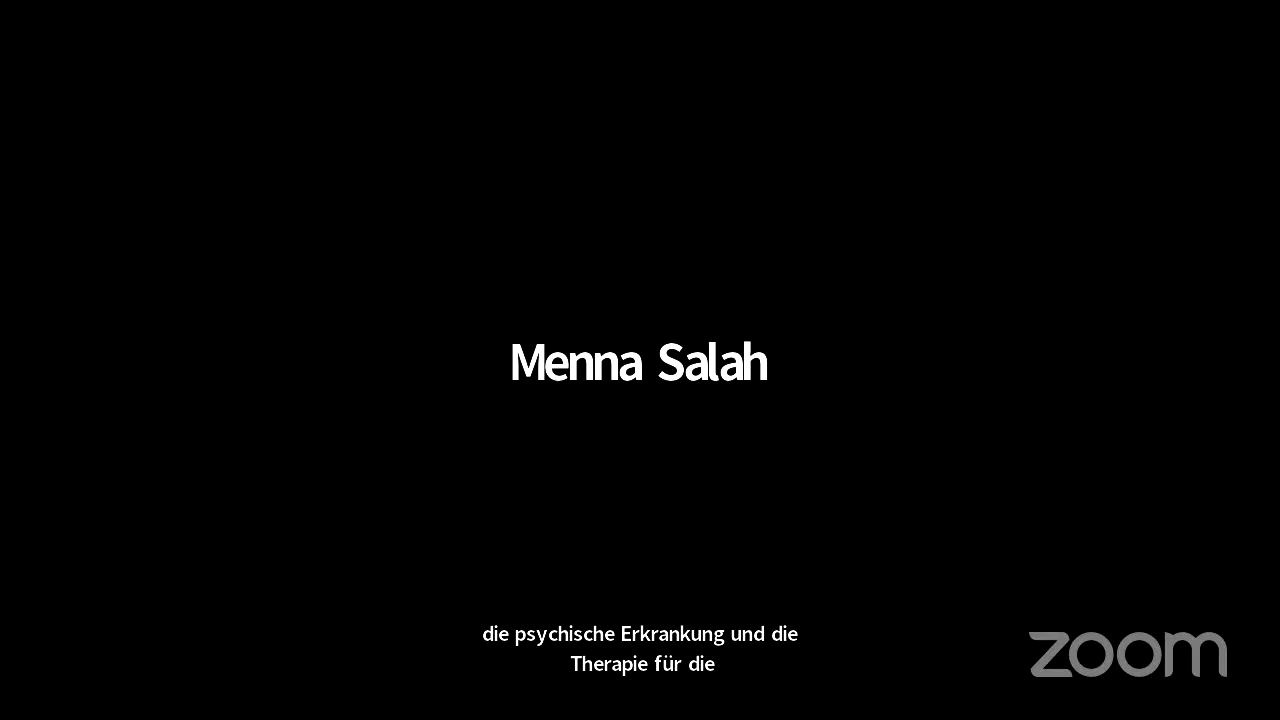 Menna Salah
die psychische Erkrankung und die
Therapie für die
zoom